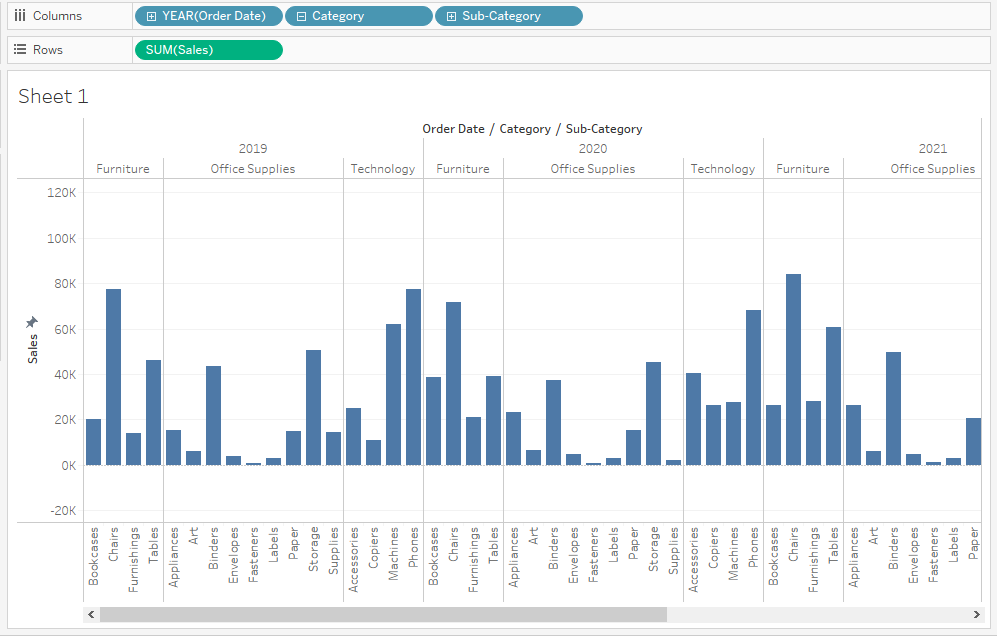 Columns YEAR(Order Date) Category Sub-Category
Rows SUM(Sales)
Sheet 1
Order Date / Category / Sub-Category
2019 2020 2021
Furniture Office Supplies Technology Furniture Office Supplies Technology Furniture Office Supplies
120K
100K
80K
60K
40K
20K
0K
-20K
Sales
Bookcases Chairs Furnishings Tables Appliances Art Binders Envelopes Fasteners Labels Paper Storage Supplies Accessories Copiers Machines Phones Bookcases Chairs Furnishings Tables Appliances Art Binders Envelopes Fasteners Labels Paper Storage Supplies Accessories Copiers Machines Phones Bookcases Chairs Furnishings Tables Appliances Art Binders Envelopes Fasteners Labels Paper